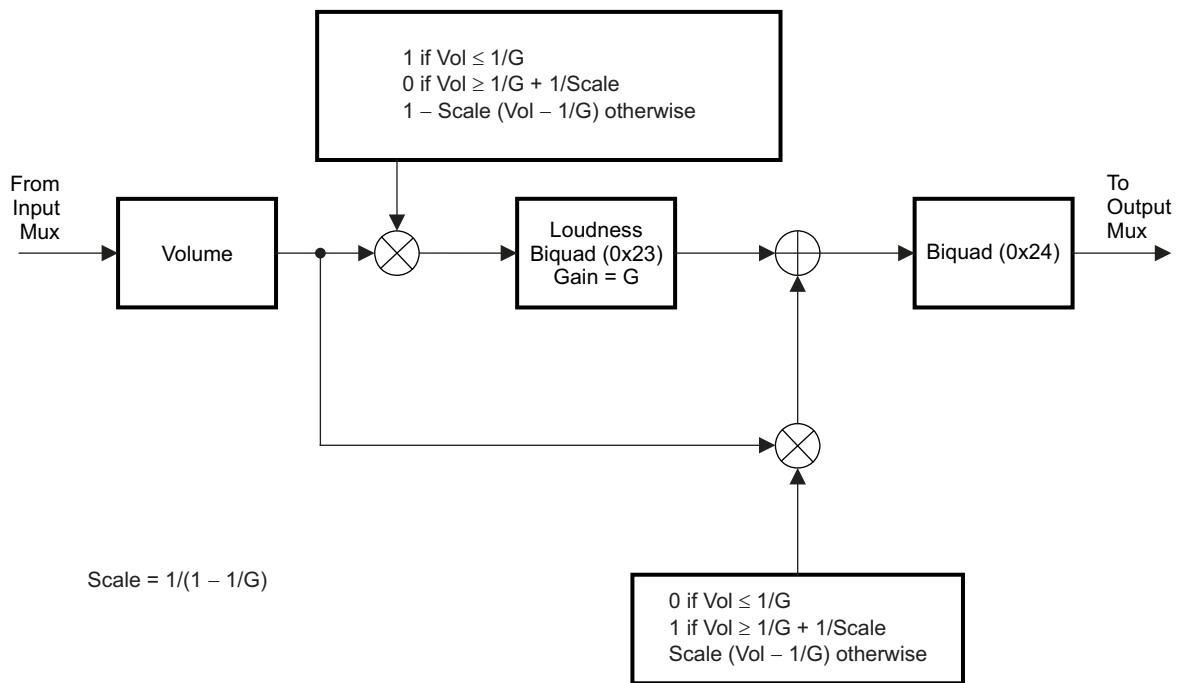 1 if Vol ≤ 1/G
0 if Vol ≥ 1/G + 1/Scale
1 – Scale (Vol – 1/G) otherwise
From
Input
Mux
Volume
Loudness
Biquad (0x23)
Gain = G
Biquad (0x24)
To
Output
Mux
Scale = 1/(1 – 1/G)
0 if Vol ≤ 1/G
1 if Vol ≥ 1/G + 1/Scale
Scale (Vol – 1/G) otherwise